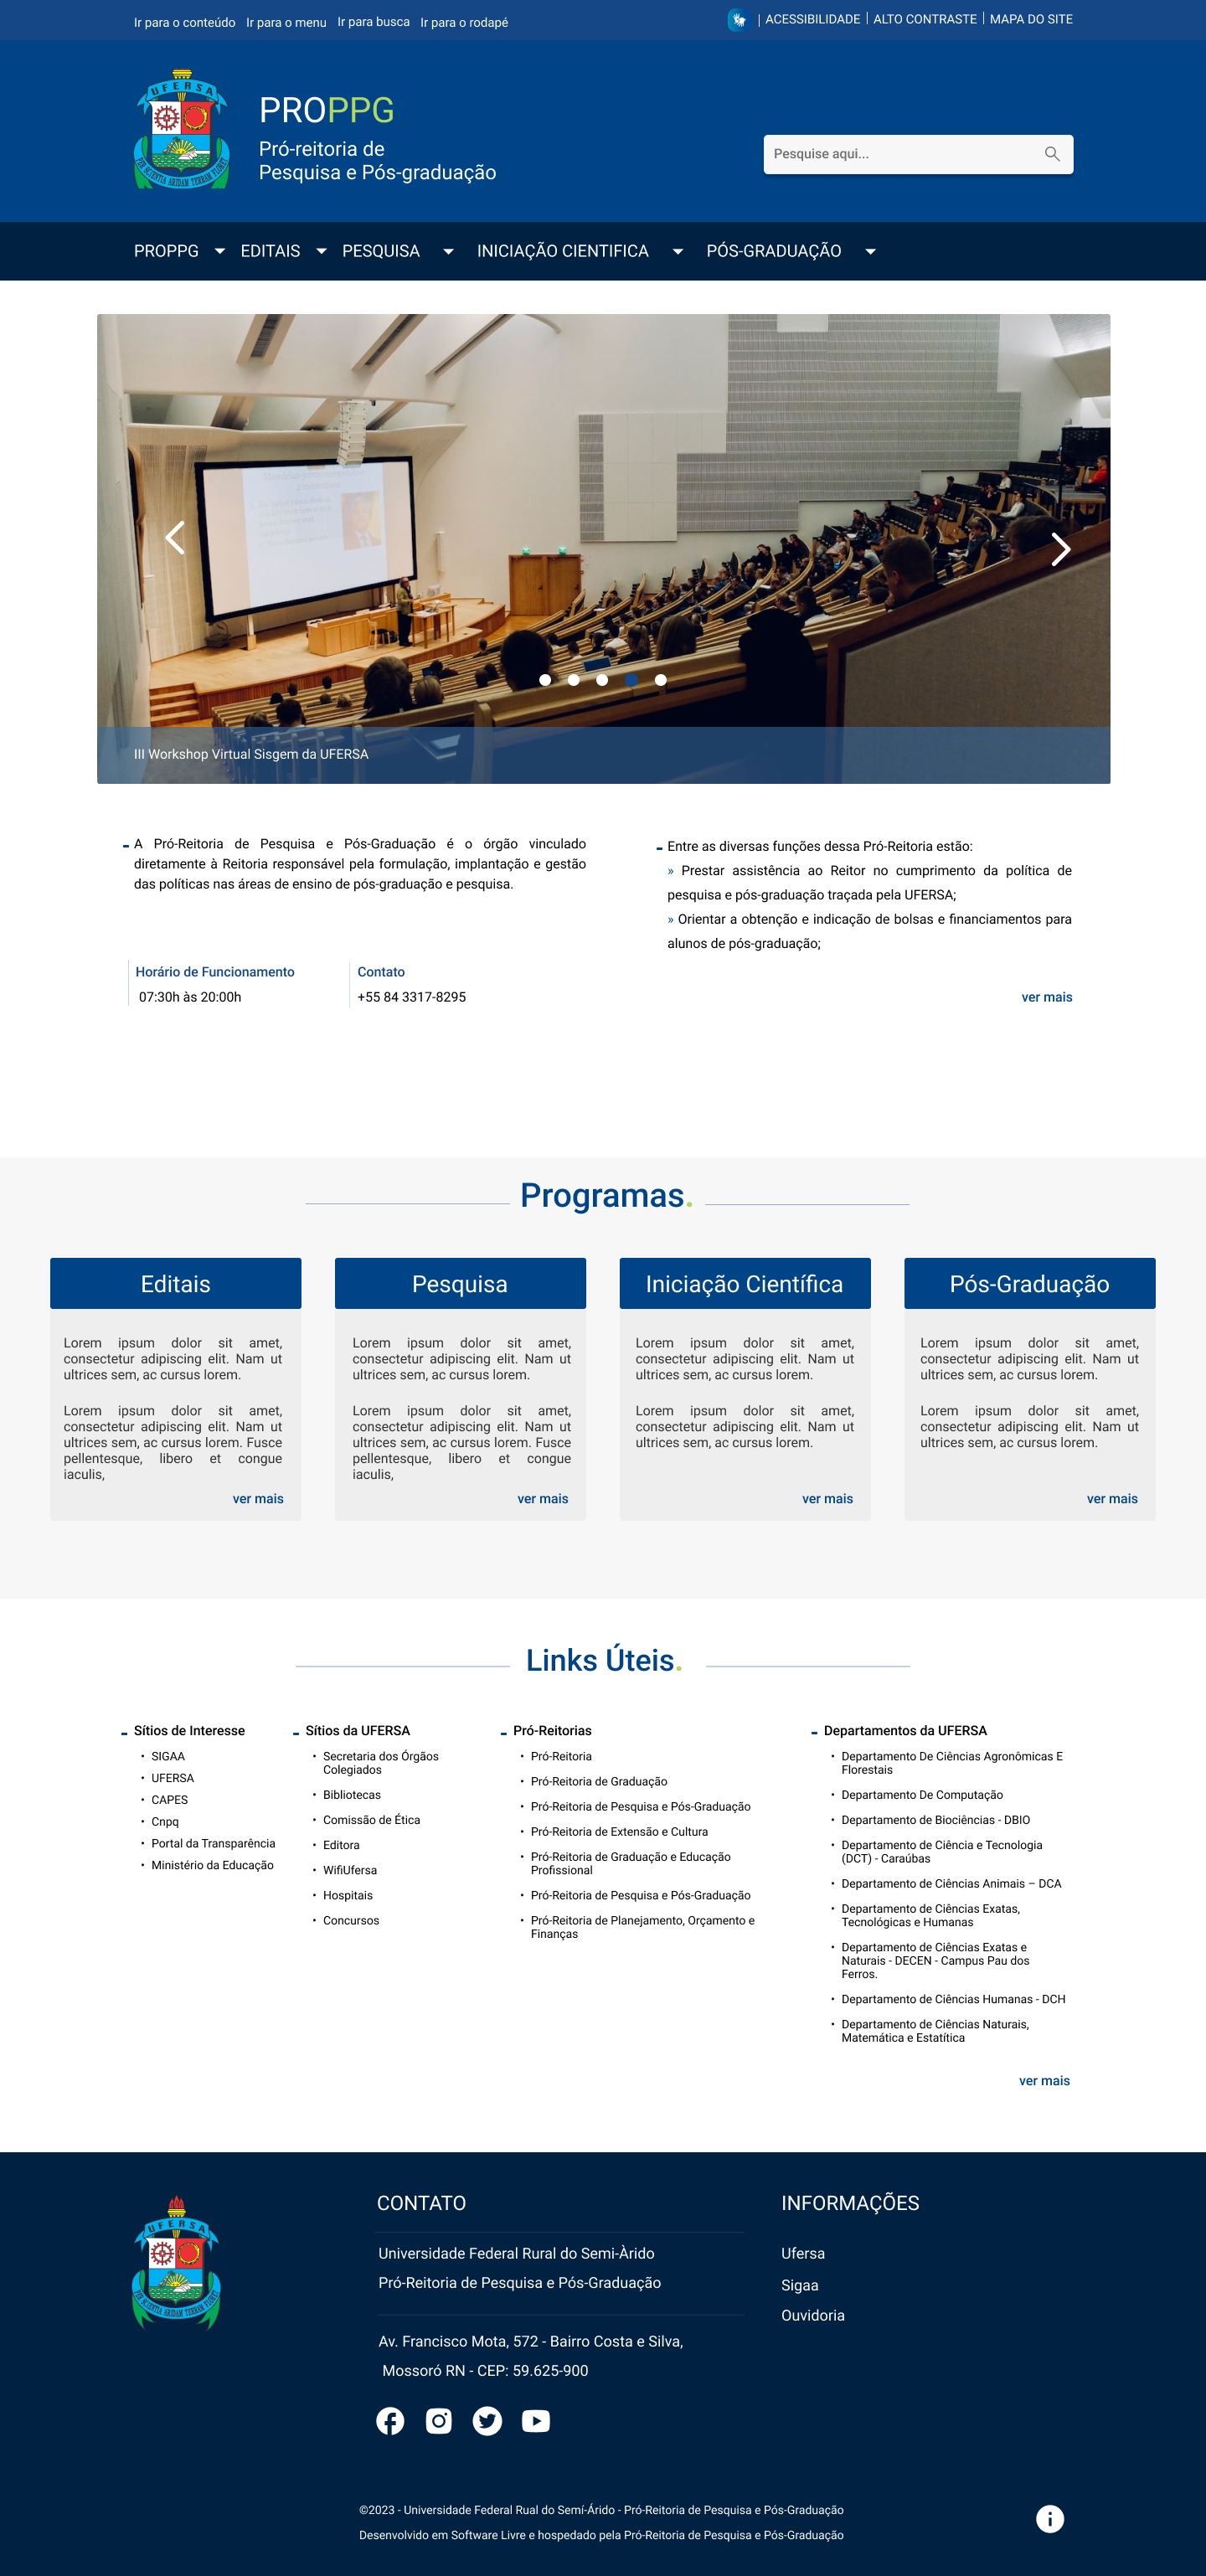 Ir para o conteúdo Ir para o menu Ir para busca Ir para o rodapé
ACESSIBILIDADE ALTO CONTRASTE MAPA DO SITE
UFERSA
PROPPG
Pró-reitoria de
Pesquisa e Pós-graduação
Pesquise aqui...
PROPPG EDITAIS PESQUISA INICIAÇÃO CIENTIFICA PÓS-GRADUAÇÃO
III Workshop Virtual Sisgem da UFERSA
A Pró-Reitoria de Pesquisa e Pós-Graduação é o órgão vinculado
diretamente à Reitoria responsável pela formulação, implantação e gestão
das políticas nas áreas de ensino de pós-graduação e pesquisa.
Horário de Funcionamento
07:30h às 20:00h
Contato
+55 84 3317-8295
Entre as diversas funções dessa Pró-Reitoria estão:
» Prestar assistência ao Reitor no cumprimento da política de
pesquisa e pós-graduação traçada pela UFERSA;
» Orientar a obtenção e indicação de bolsas e financiamentos para
alunos de pós-graduação;
ver mais
Programas.
Editais
Lorem ipsum dolor sit amet,
consectetur adipiscing elit. Nam ut
ultrices sem, ac cursus lorem.
Lorem ipsum dolor sit amet,
consectetur adipiscing elit. Nam ut
ultrices sem, ac cursus lorem. Fusce
pellentesque, libero et congue
iaculis,
ver mais
Pesquisa
Lorem ipsum dolor sit amet,
consectetur adipiscing elit. Nam ut
ultrices sem, ac cursus lorem.
Lorem ipsum dolor sit amet,
consectetur adipiscing elit. Nam ut
ultrices sem, ac cursus lorem. Fusce
pellentesque, libero et congue
iaculis,
ver mais
Iniciação Científica
Lorem ipsum dolor sit amet,
consectetur adipiscing elit. Nam ut
ultrices sem, ac cursus lorem.
Lorem ipsum dolor sit amet,
consectetur adipiscing elit. Nam ut
ultrices sem, ac cursus lorem.
ver mais
Pós-Graduação
Lorem ipsum dolor sit amet,
consectetur adipiscing elit. Nam ut
ultrices sem, ac cursus lorem.
Lorem ipsum dolor sit amet,
consectetur adipiscing elit. Nam ut
ultrices sem, ac cursus lorem.
ver mais
Links Úteis.
Sítios de Interesse
• SIGAA
• UFERSA
• CAPES
• Cnpq
• Portal da Transparência
• Ministério da Educação
Sítios da UFERSA
• Secretaria dos Órgãos
Colegiados
• Bibliotecas
• Comissão de Ética
• Editora
• WifiUfersa
• Hospitais
• Concursos
Pró-Reitorias
• Pró-Reitoria
• Pró-Reitoria de Graduação
• Pró-Reitoria de Pesquisa e Pós-Graduação
• Pró-Reitoria de Extensão e Cultura
• Pró-Reitoria de Graduação e Educação
Profissional
• Pró-Reitoria de Pesquisa e Pós-Graduação
• Pró-Reitoria de Planejamento, Orçamento e
Finanças
Departamentos da UFERSA
• Departamento De Ciências Agronômicas E
Florestais
• Departamento De Computação
• Departamento de Biociências - DBIO
• Departamento de Ciência e Tecnologia
(DCT) - Caraúbas
• Departamento de Ciências Animais – DCA
• Departamento de Ciências Exatas,
Tecnológicas e Humanas
• Departamento de Ciências Exatas e
Naturais - DECEN - Campus Pau dos
Ferros.
• Departamento de Ciências Humanas - DCH
• Departamento de Ciências Naturais,
Matemática e Estatítica
ver mais
UFERSA
CONTATO
Universidade Federal Rural do Semi-Àrido
Pró-Reitoria de Pesquisa e Pós-Graduação
Av. Francisco Mota, 572 - Bairro Costa e Silva,
Mossoró RN - CEP: 59.625-900
INFORMAÇÕES
Ufersa
Sigaa
Ouvidoria
©2023 - Universidade Federal Rual do Semí-Árido - Pró-Reitoria de Pesquisa e Pós-Graduação
Desenvolvido em Software Livre e hospedado pela Pró-Reitoria de Pesquisa e Pós-Graduação